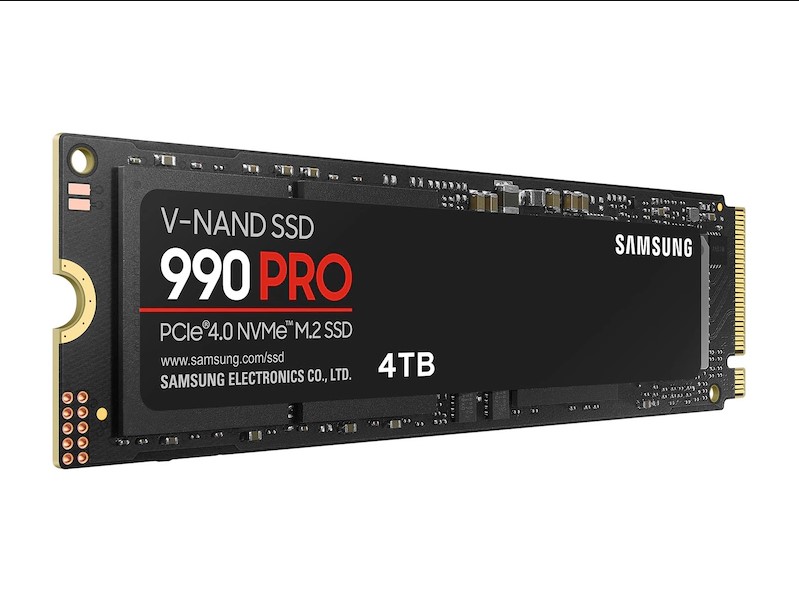 V-NAND SSD
990 PRO
PCIe®4.0 NVMe™ M.2 SSD
www.samsung.com/ssd
SAMSUNG ELECTRONICS CO., LTD.
4TB
SAMSUNG